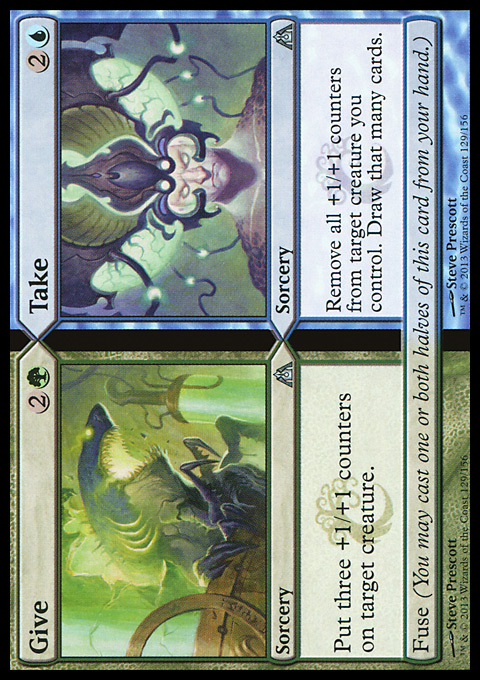 Give 2
Sorcery
Put three +1/+1 counters
on target creature.
Take 2
Sorcery
Remove all +1/+1 counters
from target creature you
control. Draw that many cards.
Fuse (You may cast one or both halves of this card from your hand.)
Steve Prescott
™ & © 2013 Wizards of the Coast 129/156
Steve Prescott
™ & © 2013 Wizards of the Coast 129/156